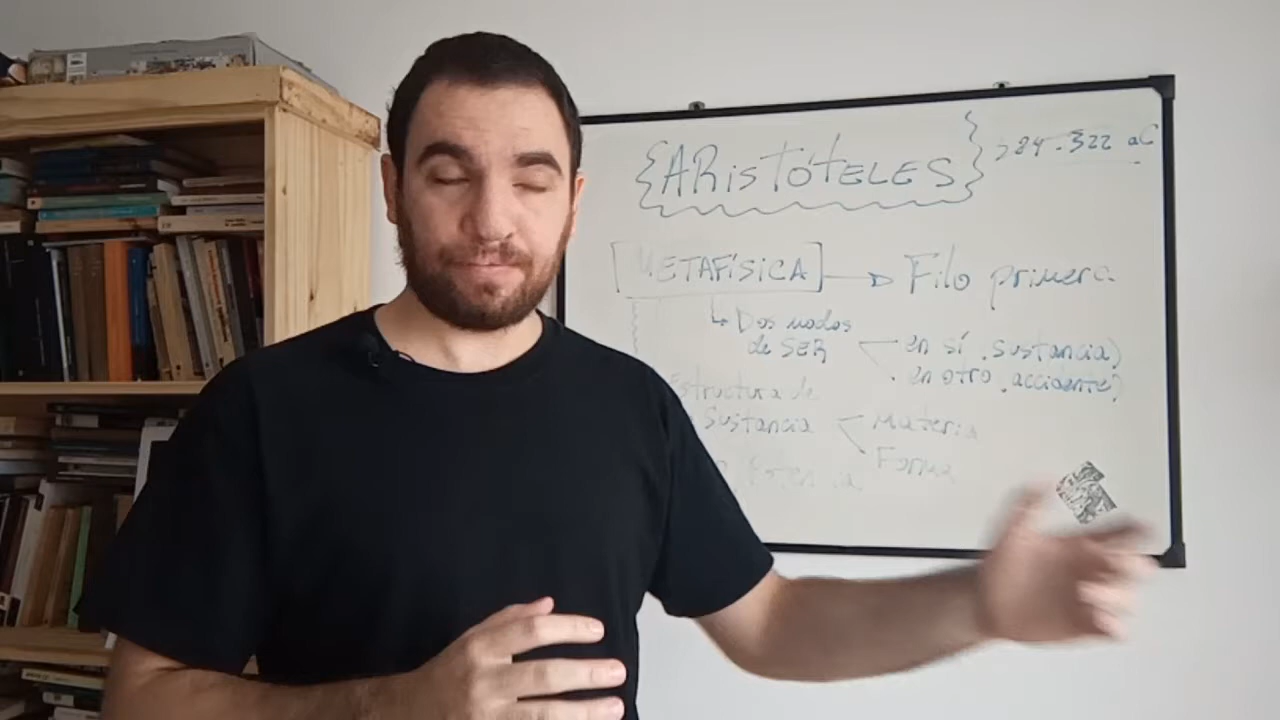 {ARistóTELES}
384-322 aC
[METAFÍSICA] → Filo primera
↳ Dos modos
de SER
en sí (sustancia)
en otro (accidente)
Estructura de
Sustancia
Materia
Forma